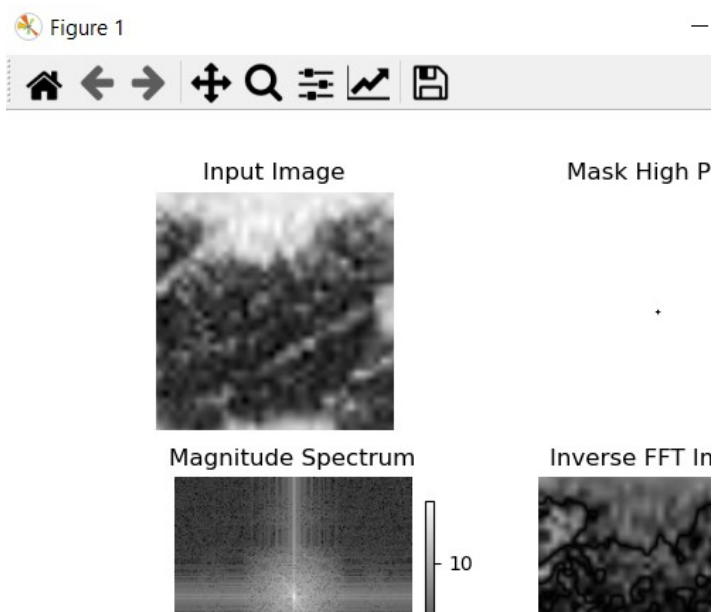 Figure 1
Input Image
Mask High P
Magnitude Spectrum
Inverse FFT In
10